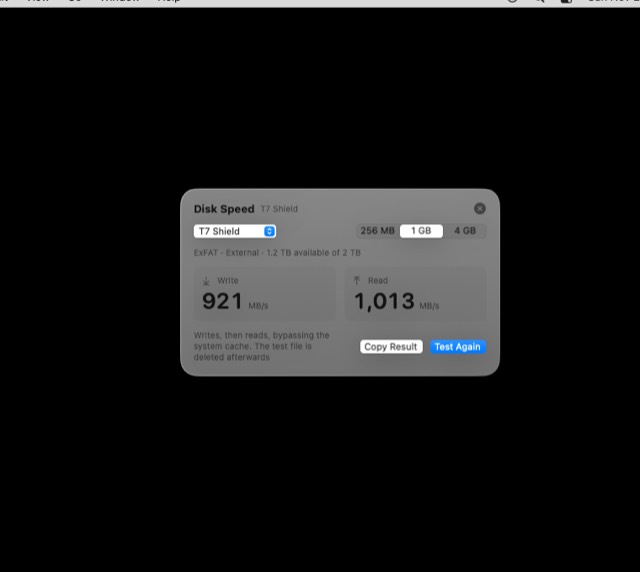 Window Help
Disk Speed T7 Shield
T7 Shield 256 MB 1 GB 4 GB
ExFAT · External · 1.2 TB available of 2 TB
Write Read
921 MB/s 1,013 MB/s
Writes, then reads, bypassing the
system cache. The test file is
deleted afterwards
Copy Result Test Again